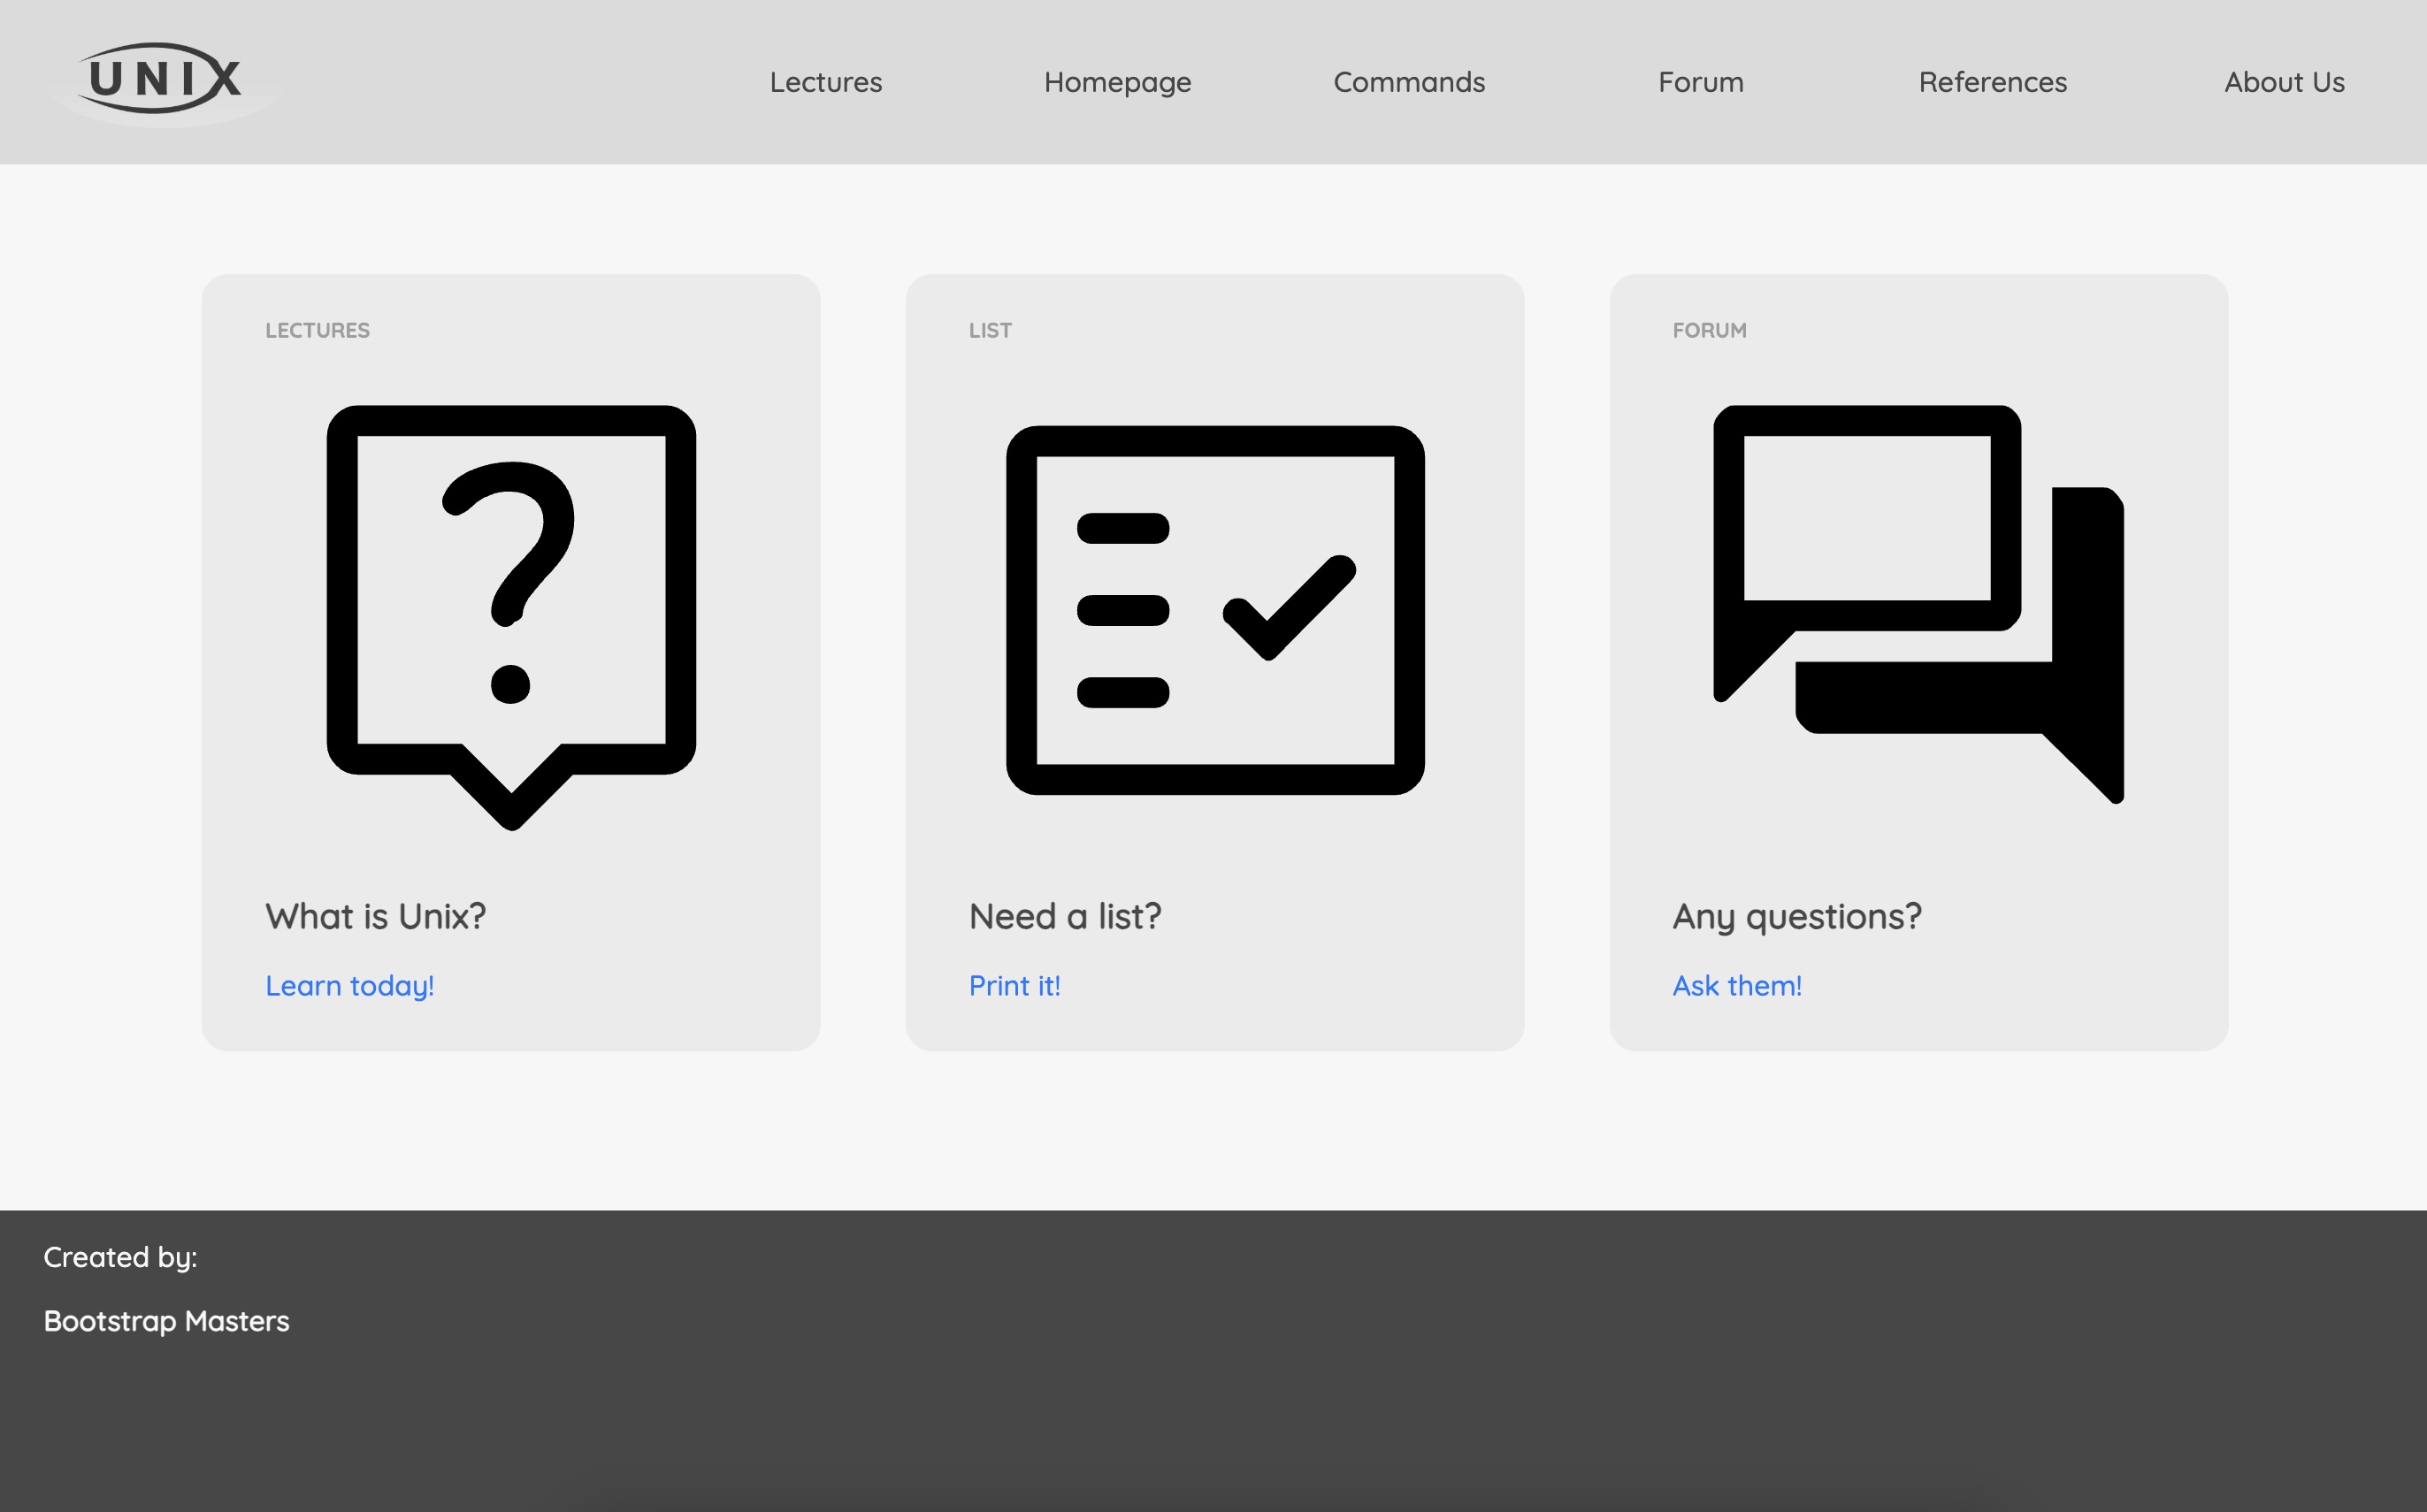 UNIX
Lectures
Homepage
Commands
Forum
References
About Us
LECTURES
What is Unix?
Learn today!
LIST
Need a list?
Print it!
FORUM
Any questions?
Ask them!
Created by:
Bootstrap Masters